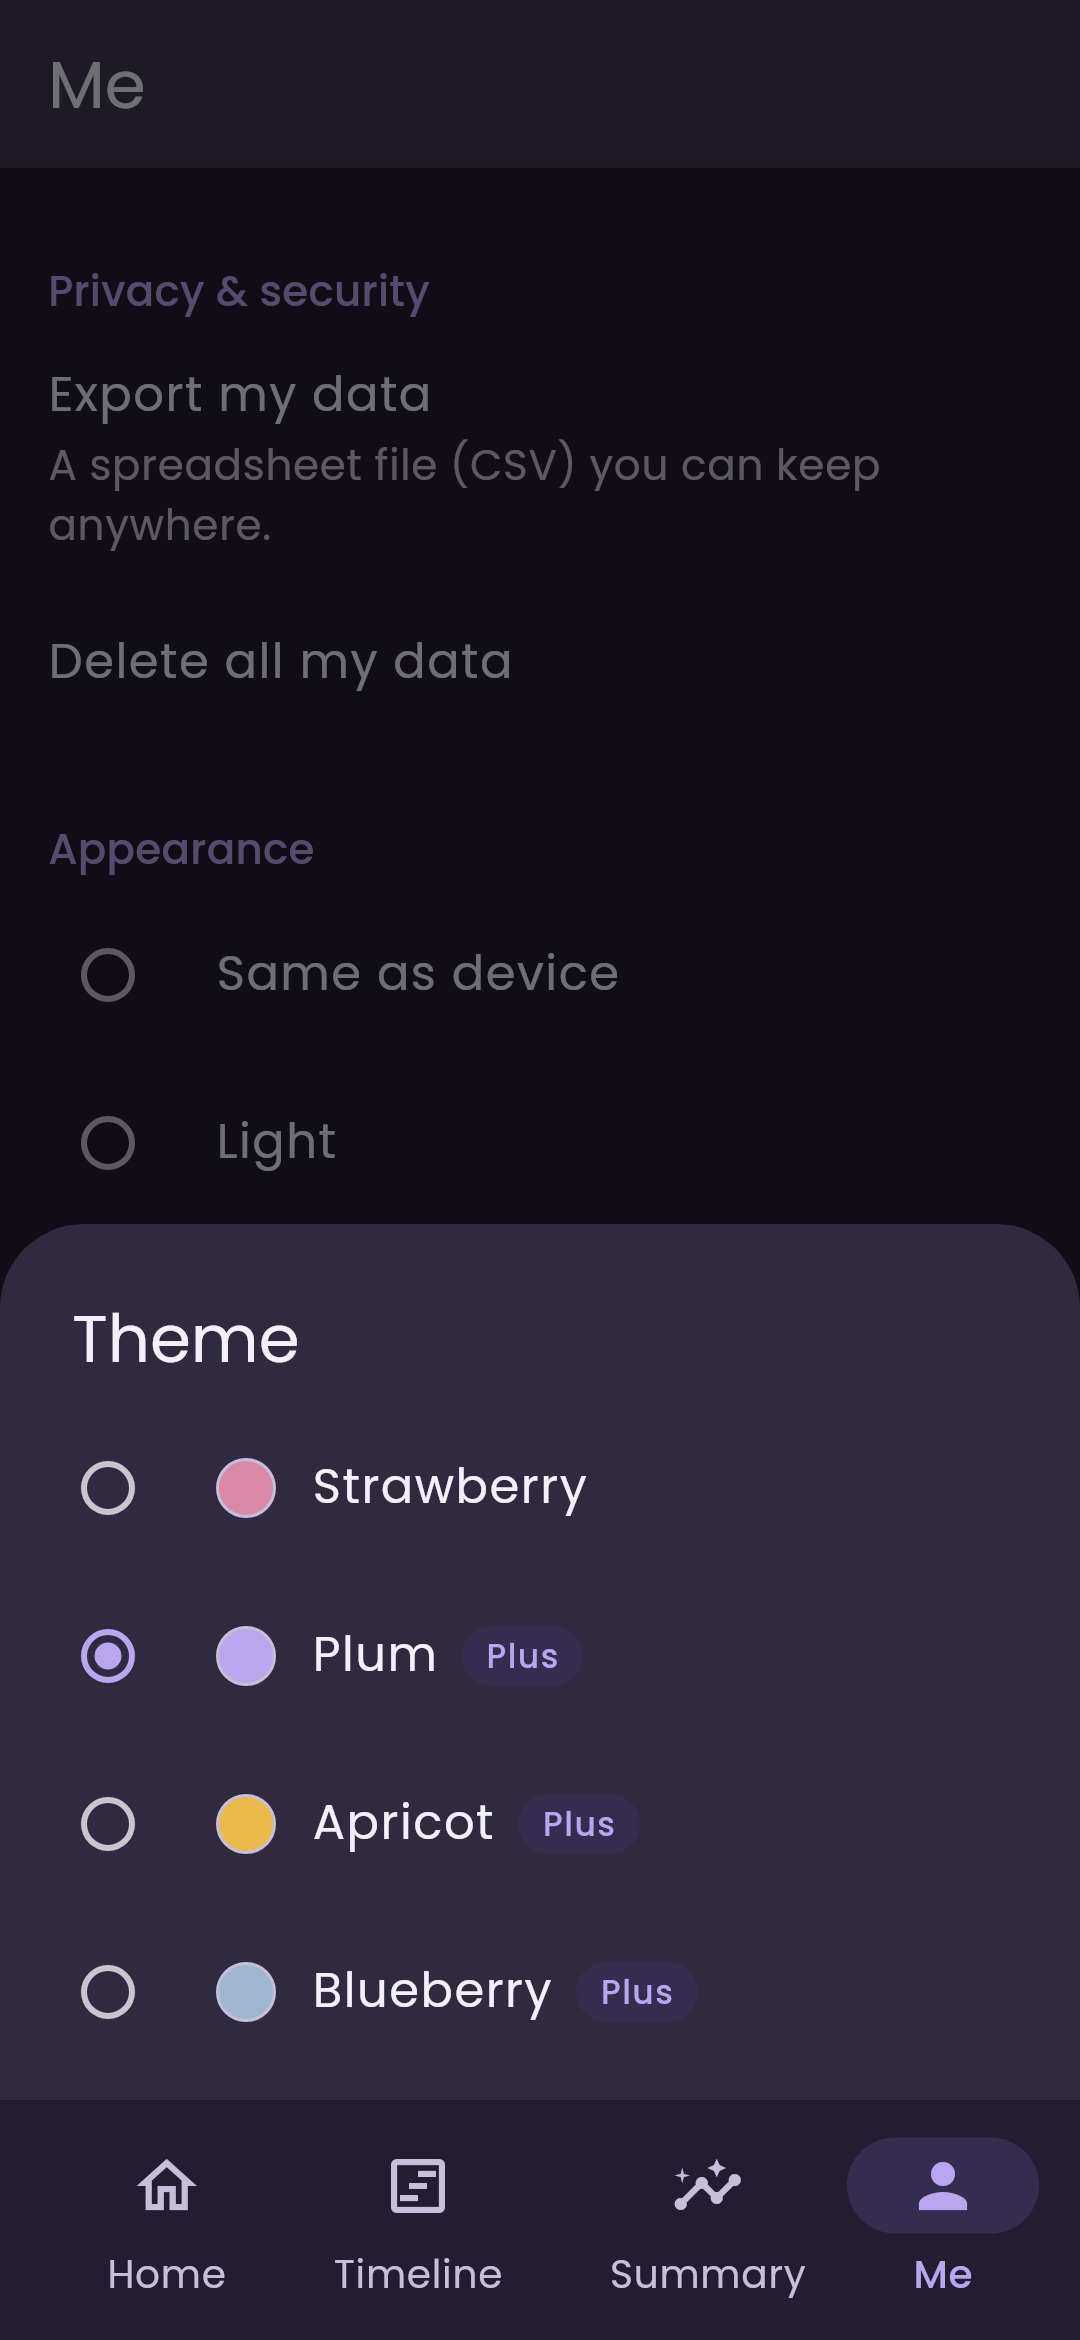 Me
Privacy & security
Export my data
A spreadsheet file (CSV) you can keep
anywhere.
Delete all my data
Appearance
Same as device
Light
Theme
Strawberry
Plum Plus
Apricot Plus
Blueberry Plus
Home Timeline Summary Me